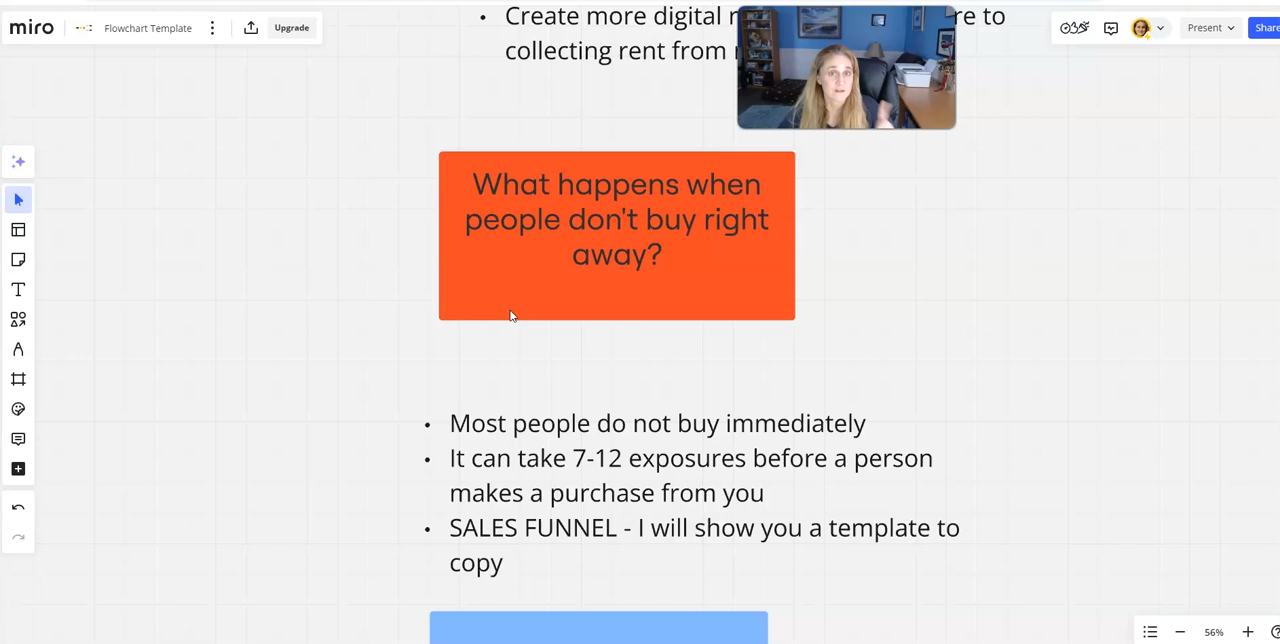 Create more digital re to
miro Flowchart Template Upgrade Present Share
collecting rent from
What happens when
people don't buy right
away?
Most people do not buy immediately
It can take 7-12 exposures before a person
makes a purchase from you
SALES FUNNEL - I will show you a template to
copy
56%